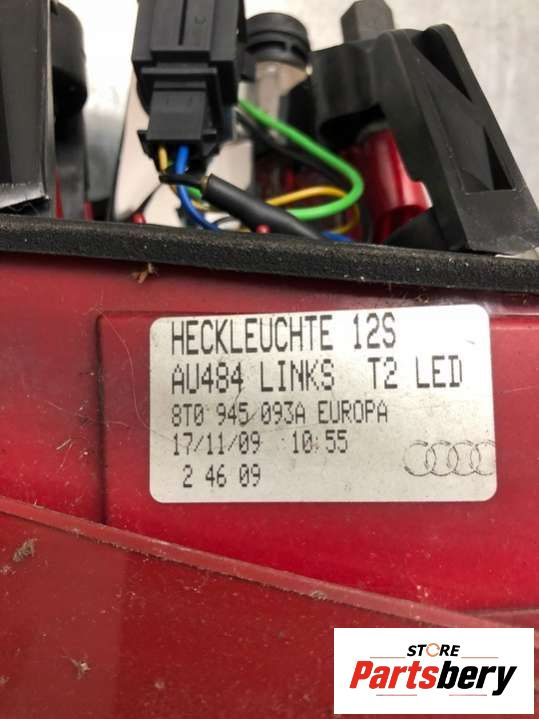 HECKLEUCHTE 12S
AU484 LINKS T2 LED
8T0 945 093A EUROPA
17/11/09 10:55
2 46 09
STORE
Partsbery